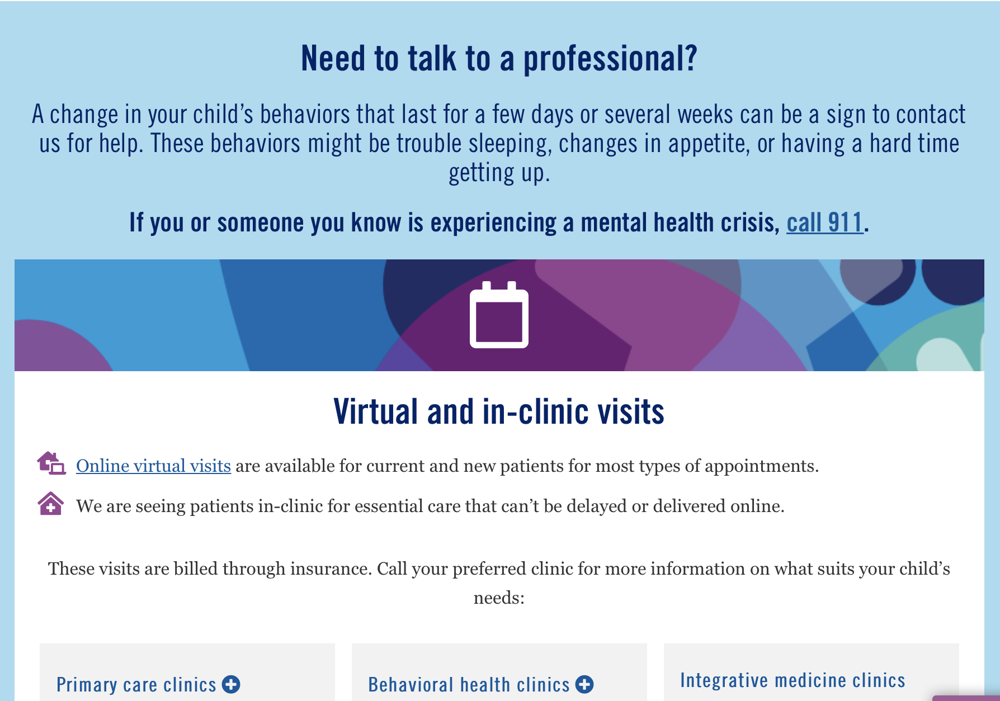 Need to talk to a professional?
A change in your child’s behaviors that last for a few days or several weeks can be a sign to contact
us for help. These behaviors might be trouble sleeping, changes in appetite, or having a hard time
getting up.
If you or someone you know is experiencing a mental health crisis, call 911.
Virtual and in-clinic visits
Online virtual visits are available for current and new patients for most types of appointments.
We are seeing patients in-clinic for essential care that can’t be delayed or delivered online.
These visits are billed through insurance. Call your preferred clinic for more information on what suits your child’s
needs:
Primary care clinics
Behavioral health clinics
Integrative medicine clinics